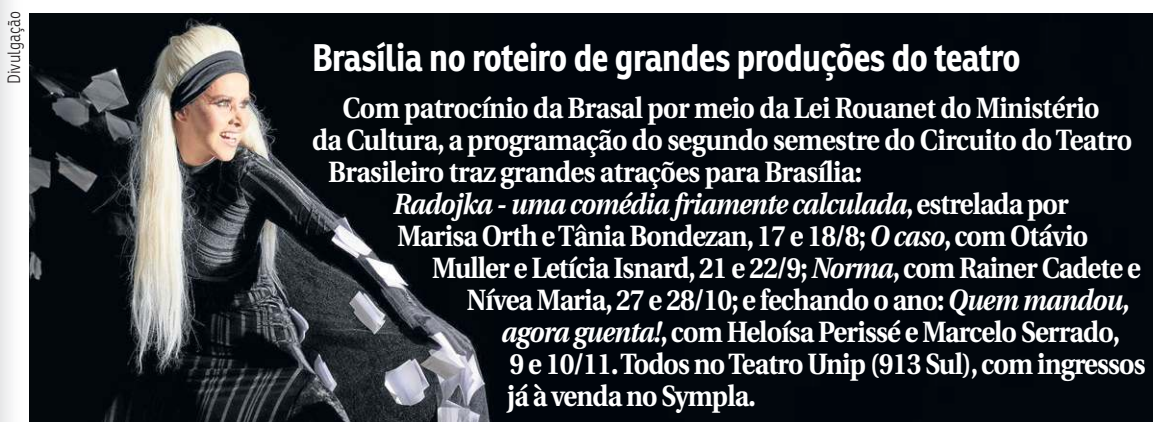 Divulgação
Brasília no roteiro de grandes produções do teatro
Com patrocínio da Brasal por meio da Lei Rouanet do Ministério
da Cultura, a programação do segundo semestre do Circuito do Teatro
Brasileiro traz grandes atrações para Brasília:
Radojka - uma comédia friamente calculada, estrelada por
Marisa Orth e Tânia Bondezan, 17 e 18/8; O caso, com Otávio
Muller e Letícia Isnard, 21 e 22/9; Norma, com Rainer Cadete e
Nívea Maria, 27 e 28/10; e fechando o ano: Quem mandou,
agora guenta!, com Heloísa Perissé e Marcelo Serrado,
9 e 10/11. Todos no Teatro Unip (913 Sul), com ingressos
já à venda no Sympla.